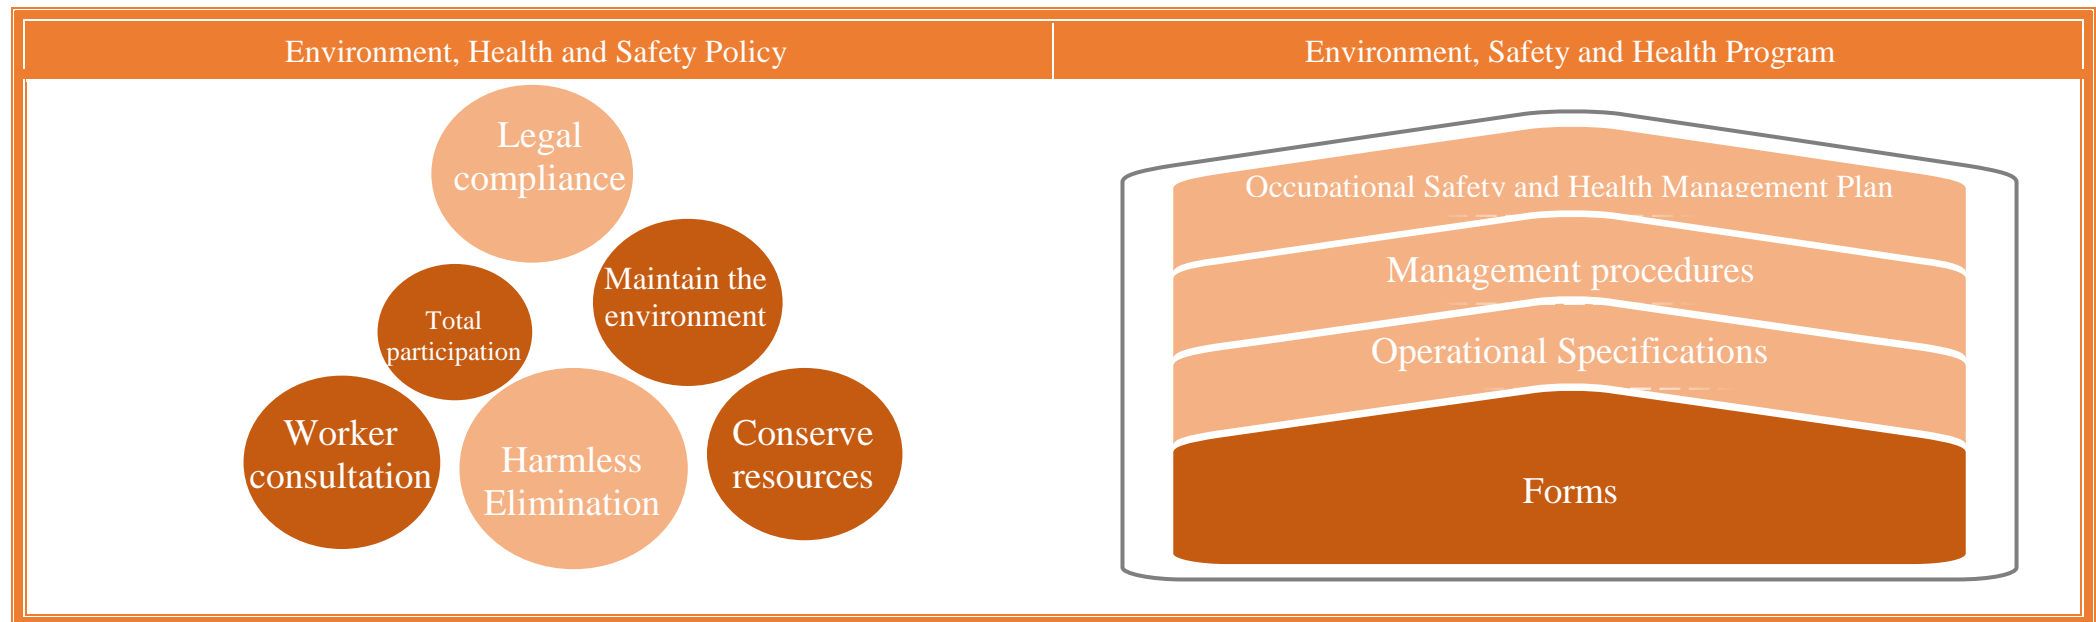 Environment, Health and Safety Policy
Environment, Safety and Health Program
Legal
compliance
Maintain the
environment
Total
participation
Worker
consultation
Harmless
Elimination
Conserve
resources
Occupational Safety and Health Management Plan
Management procedures
Operational Specifications
Forms